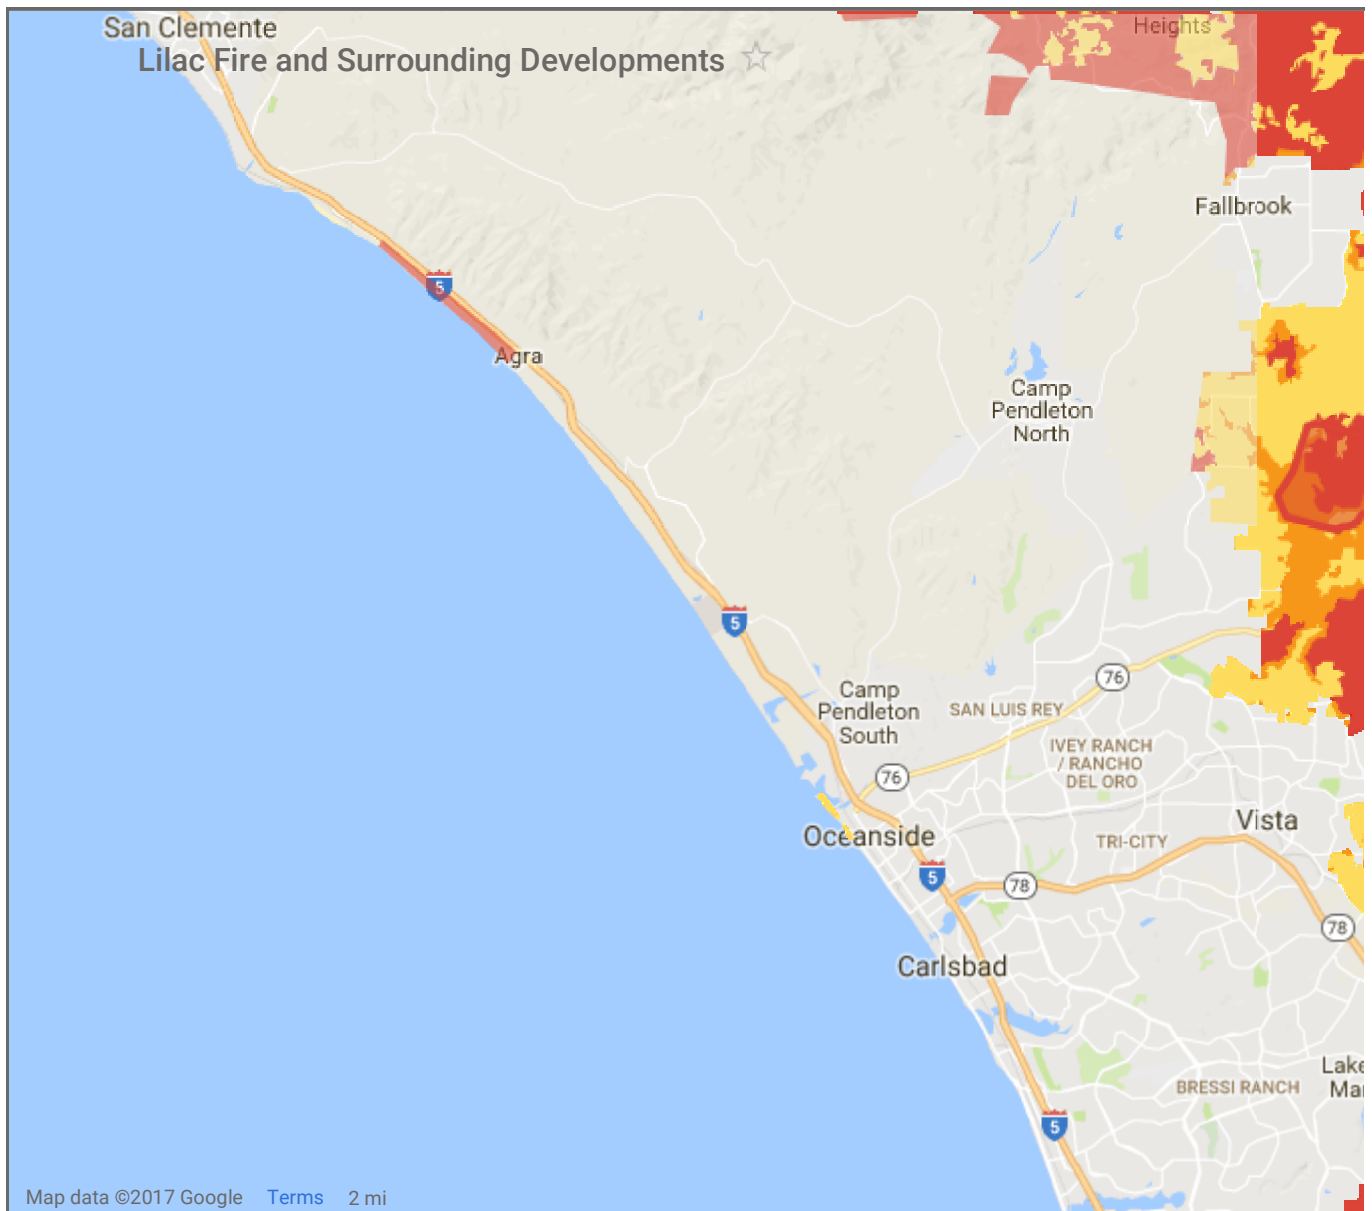 San Clemente
Heights
Lilac Fire and Surrounding Developments
Fallbrook
5
Agra
Camp
Pendleton
North
5
76
Camp
Pendleton
South
SAN LUIS REY
IVEY RANCH
/ RANCHO
DEL ORO
76
Oceanside
Vista
TRI-CITY
5
78
78
Carlsbad
Lake
Mar
BRESSI RANCH
5
Map data ©2017 Google Terms 2 mi